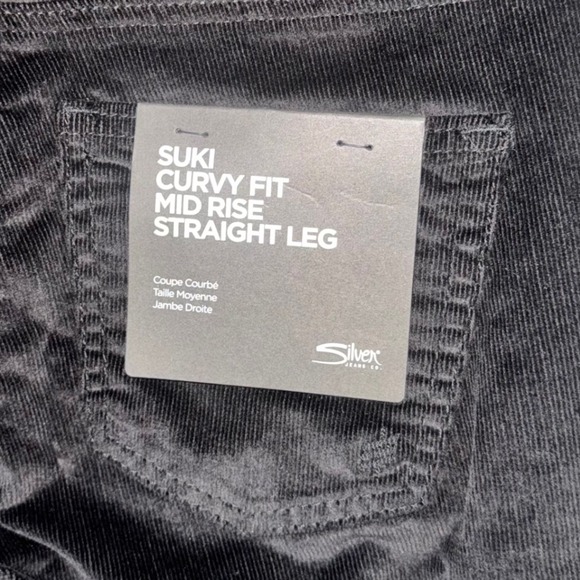 SUKI
CURVY FIT
MID RISE
STRAIGHT LEG
Coupe Courbé
Taille Moyenne
Jambe Droite
Silver
JEANS CO.